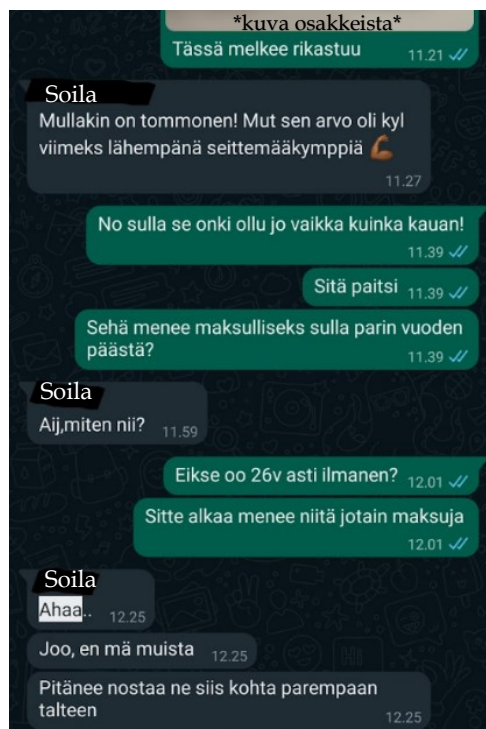 *kuva osakkeista*
Tässä melkee rikastuu
11.21
Soila
Mullakin on tommonen! Mut sen arvo oli kyl
viimeks lähempänä seittemääkymppiä 💪🏾
11.27
No sulla se onki ollu jo vaikka kuinka kauan!
11.39
Sitä paitsi 11.39
Sehä menee maksulliseks sulla parin vuoden
päästä?
11.39
Soila
Aij,miten nii? 11.59
Eikse oo 26v asti ilmanen? 12.01
Sitte alkaa menee niitä jotain maksuja
12.01
Soila
Ahaa.. 12.25
Joo, en mä muista 12.25
Pitänee nostaa ne siis kohta parempaan
talteen
12.25